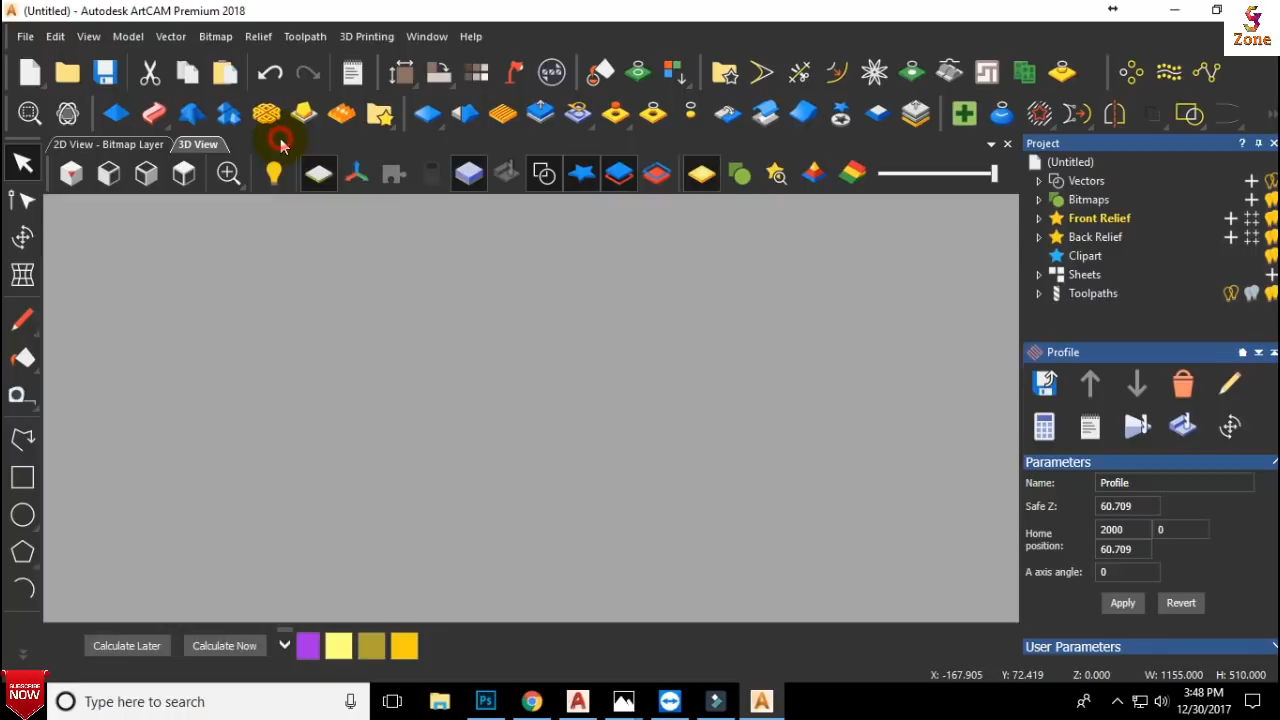 (Untitled) - Autodesk ArtCAM Premium 2018
Zone
File Edit View Model Vector Bitmap Relief Toolpath 3D Printing Window Help
2D View - Bitmap Layer 3D View
Project
(Untitled)
Vectors
Bitmaps
Front Relief
Back Relief
Clipart
Sheets
Toolpaths
Profile
Parameters
Name: Profile
Safe Z: 60.709
Home position: 2000 0
60.709
A axis angle: 0
Apply Revert
User Parameters
Calculate Later Calculate Now
X: -167.905 Y: 72.419 Z: 0.000 W: 1155.000 H: 510.000
SUBSCRIBE
NOW
Type here to search
Ps
3:48 PM
12/30/2017